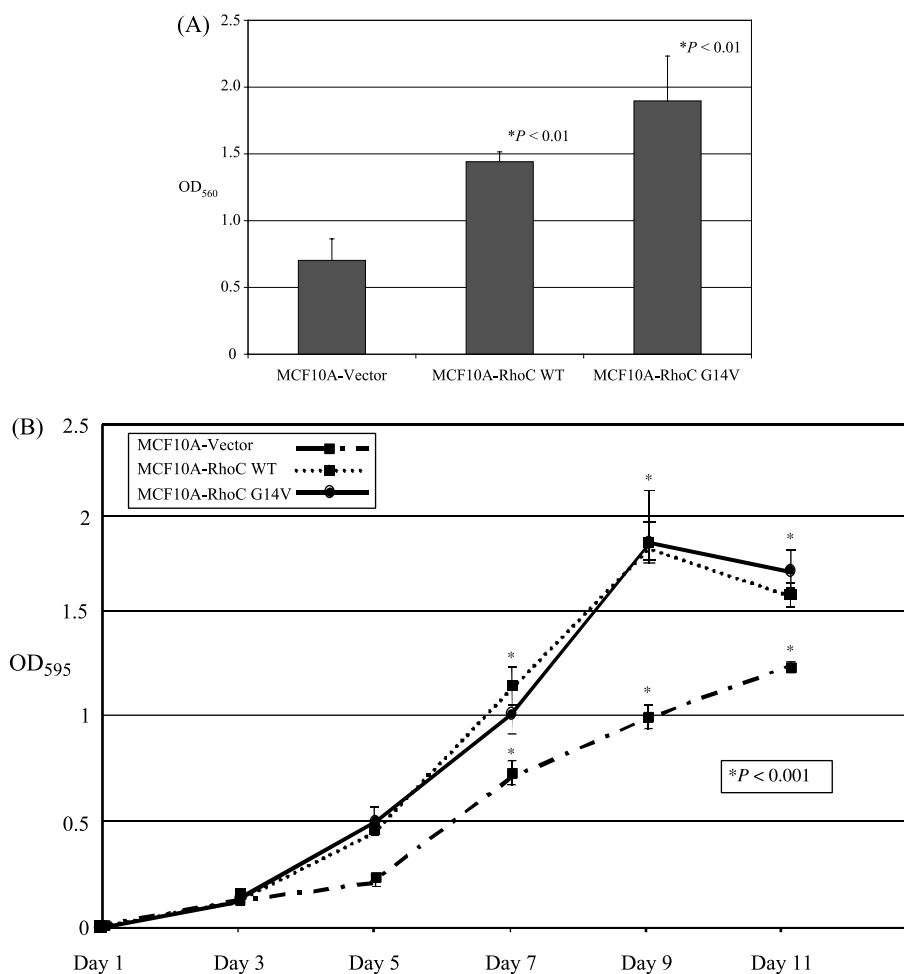 (A)
2.5
2.0
1.5
1.0
0.5
0
OD560
*P < 0.01
*P < 0.01
MCF10A-Vector MCF10A-RhoC WT MCF10A-RhoC G14V
(B)
2.5
2
1.5
1
0.5
0
OD595
MCF10A-Vector
MCF10A-RhoC WT
MCF10A-RhoC G14V
*
*
*
*
*
*
*P < 0.001
Day 1 Day 3 Day 5 Day 7 Day 9 Day 11